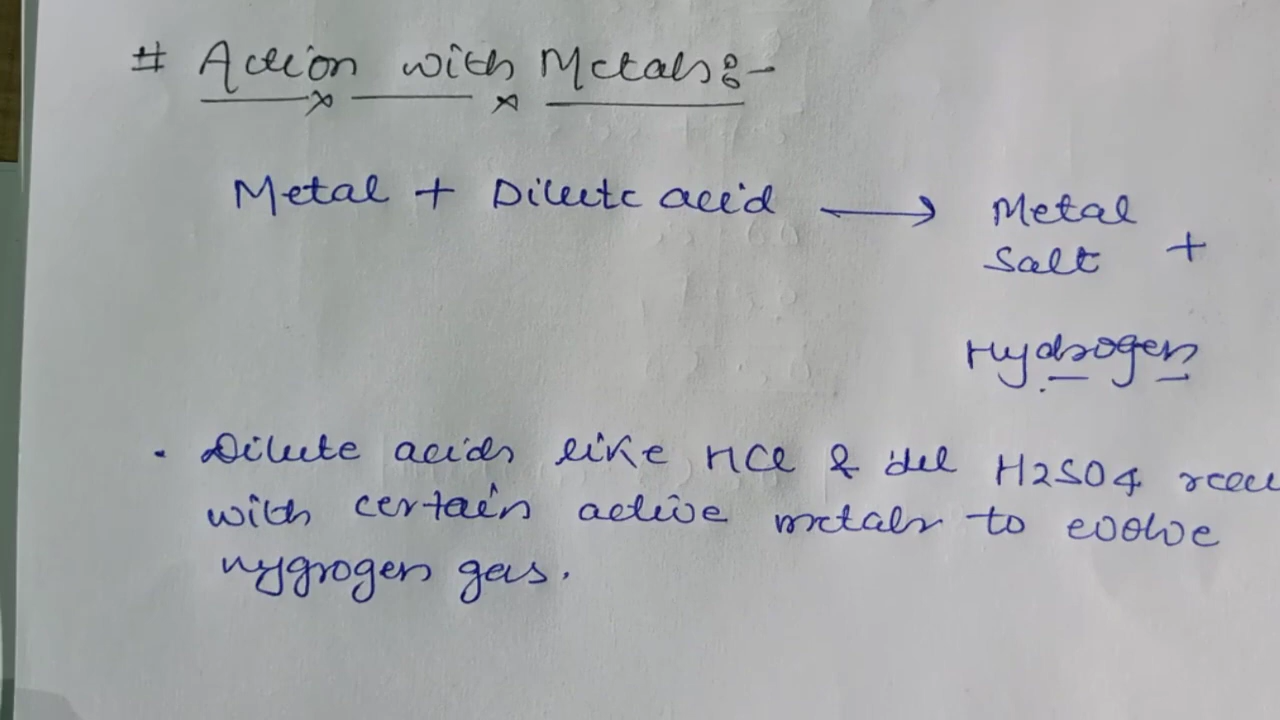 # Action with Metals:-
Metal + Dilute acid → Metal
Salt +
Hydrogen
. Dilute acids like HCl & dil H2SO4
with certain active metals to evolve
hygrogen gas.